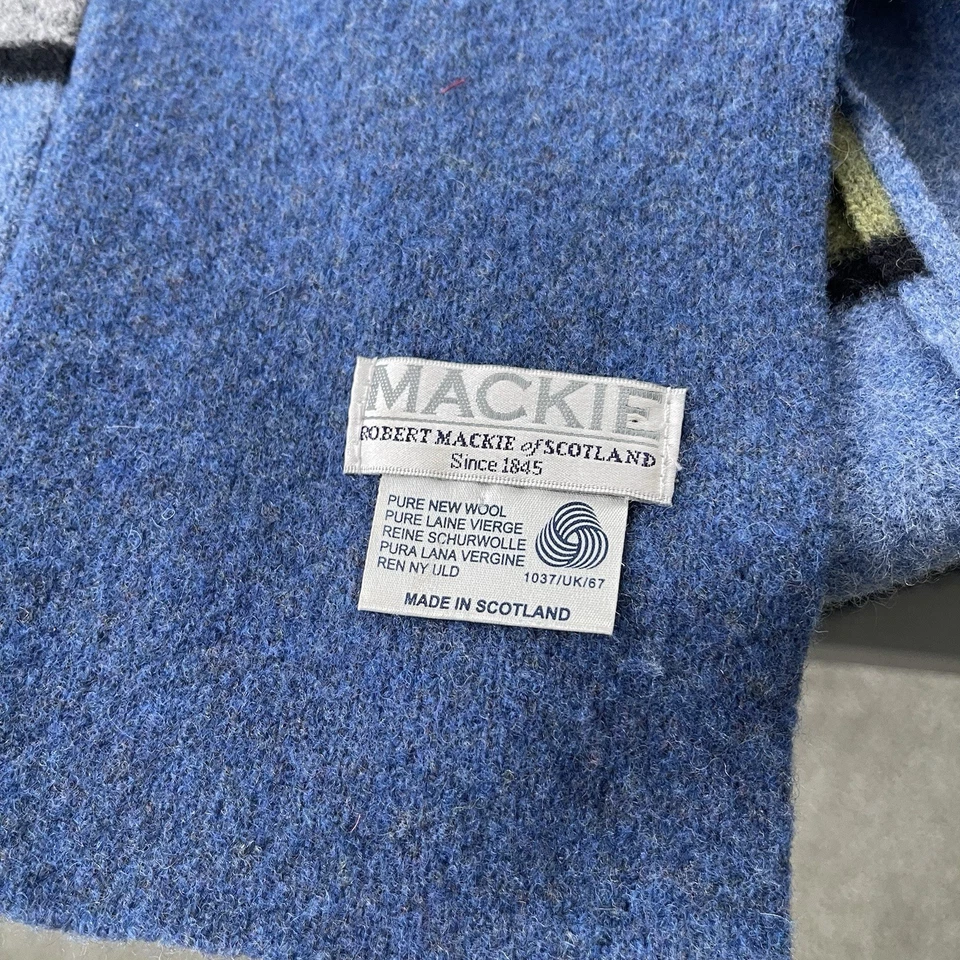 MACKIE
ROBERT MACKIE of SCOTLAND
Since 1845
PURE NEW WOOL
PURE LAINE VIERGE
REINE SCHURWOLLE
PURA LANA VERGINE
REN NY ULD
1037/UK/67
MADE IN SCOTLAND